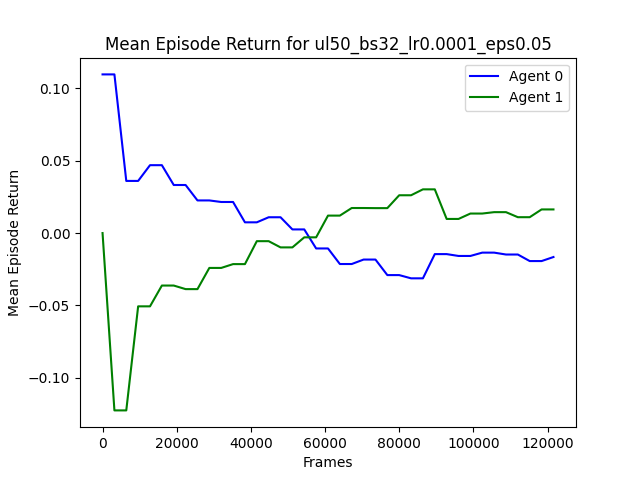 Mean Episode Return for ul50_bs32_lr0.0001_eps0.05
Agent 0
Agent 1
0.10
0.05
0.00
−0.05
−0.10
Mean Episode Return
0 20000 40000 60000 80000 100000 120000
Frames